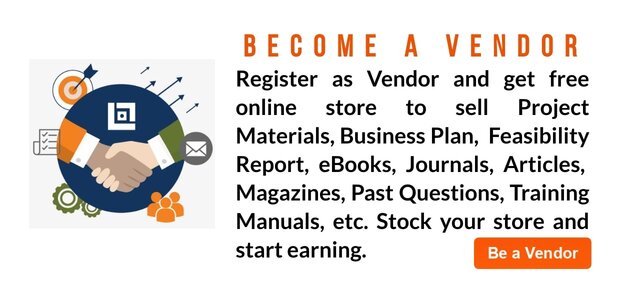 BECOME A VENDOR
Register as Vendor and get free
online store to sell Project
Materials, Business Plan, Feasibility
Report, eBooks, Journals, Articles,
Magazines, Past Questions, Training
Manuals, etc. Stock your store and
start earning.
Be a Vendor